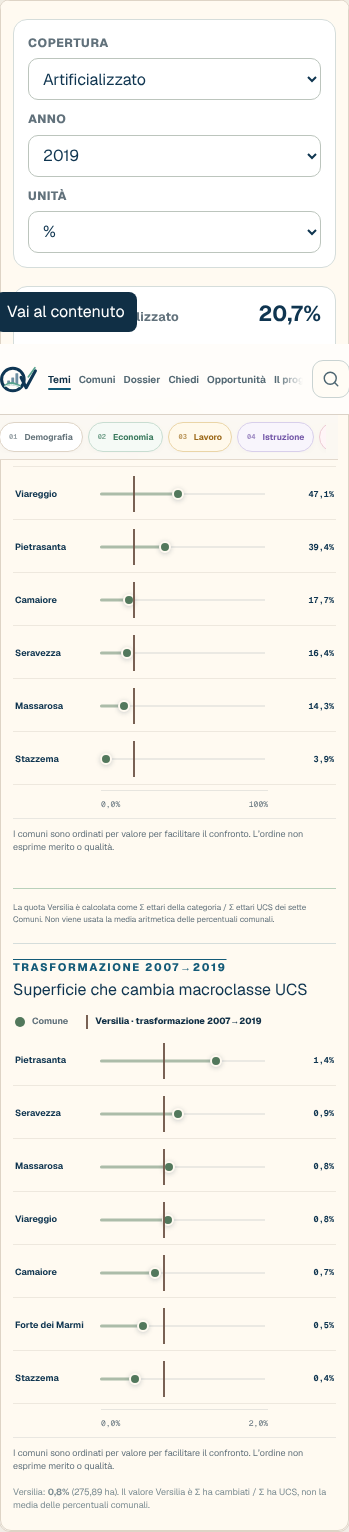 COPERTURA
Artificializzato
ANNO
2019
UNITÀ
%
Vai al contenuto
lizzato
20,7%
Temi Comuni Dossier Chiedi Opportunità Il prog
01 Demografia 02 Economia 03 Lavoro 04 Istruzione
Viareggio 47,1%
Pietrasanta 39,4%
Camaiore 17,7%
Seravezza 16,4%
Massarosa 14,3%
Stazzema 3,9%
0,0% 100%
I comuni sono ordinati per valore per facilitare il confronto. L'ordine non
esprime merito o qualità.
La quota Versilia è calcolata come Σ ettari della categoria / Σ ettari UCS dei sette
Comuni. Non viene usata la media aritmetica delle percentuali comunali.
TRASFORMAZIONE 2007→2019
Superficie che cambia macroclasse UCS
Comune Versilia · trasformazione 2007→2019
Pietrasanta 1,4%
Seravezza 0,9%
Massarosa 0,8%
Viareggio 0,8%
Camaiore 0,7%
Forte dei Marmi 0,5%
Stazzema 0,4%
0,0% 2,0%
I comuni sono ordinati per valore per facilitare il confronto. L'ordine non
esprime merito o qualità.
Versilia: 0,8% (275,89 ha). Il valore Versilia è Σ ha cambiati / Σ ha UCS, non la
media delle percentuali comunali.